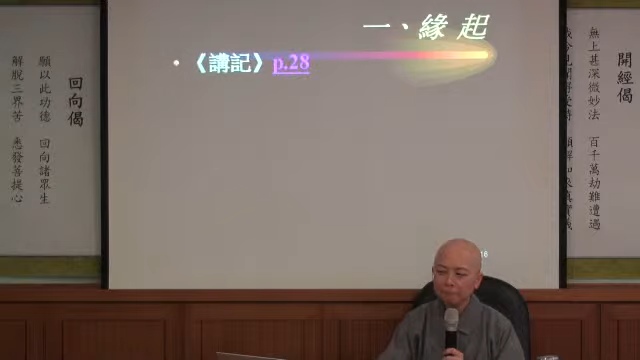 一、緣 起
• 《講記》p.28
16
開經偈
無上甚深微妙法 百千萬劫難遭遇
回向偈
願以此功德 回向諸眾生
解脫三界苦 悉發菩提心